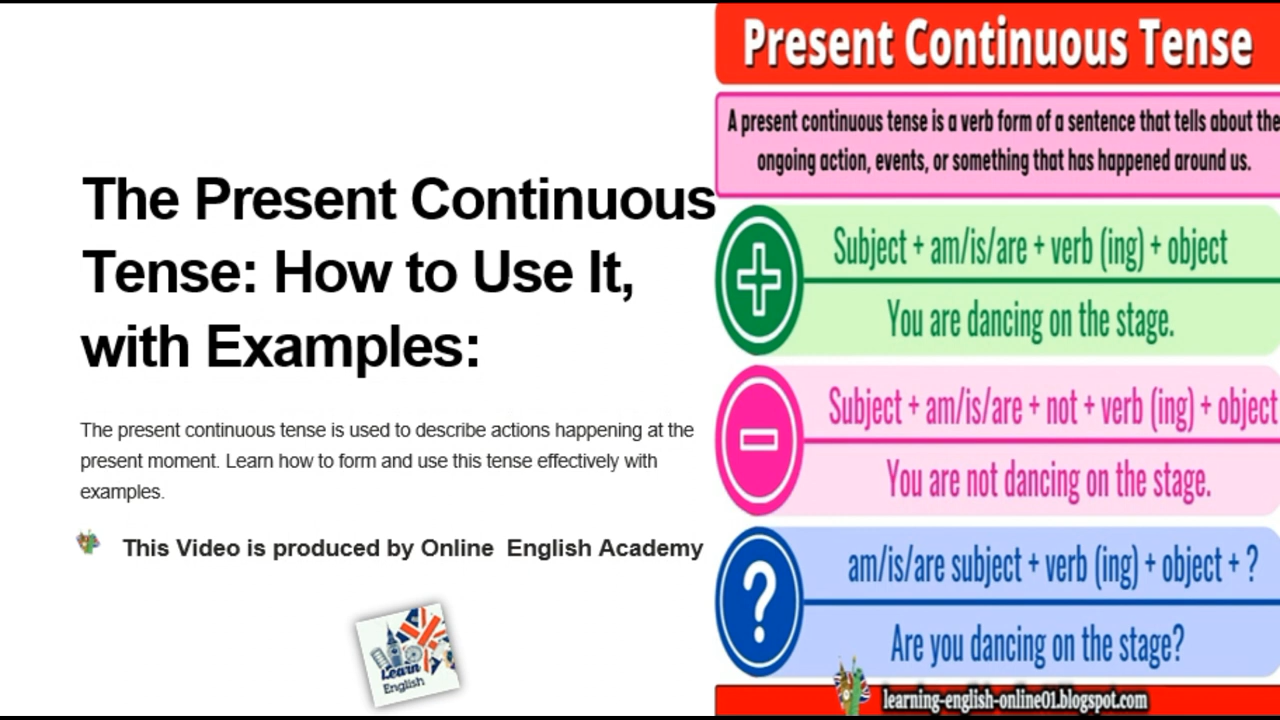 The Present Continuous
Tense: How to Use It,
with Examples:
The present continuous tense is used to describe actions happening at the
present moment. Learn how to form and use this tense effectively with
examples.
This Video is produced by Online English Academy
Learn
English
Present Continuous Tense
A present continuous tense is a verb form of a sentence that tells about the
ongoing action, events, or something that has happened around us.
Subject + am/is/are + verb (ing) + object
You are dancing on the stage.
Subject + am/is/are + not + verb (ing) + object
You are not dancing on the stage.
?
am/is/are subject + verb (ing) + object + ?
Are you dancing on the stage?
learning-english-online01.blogspot.com